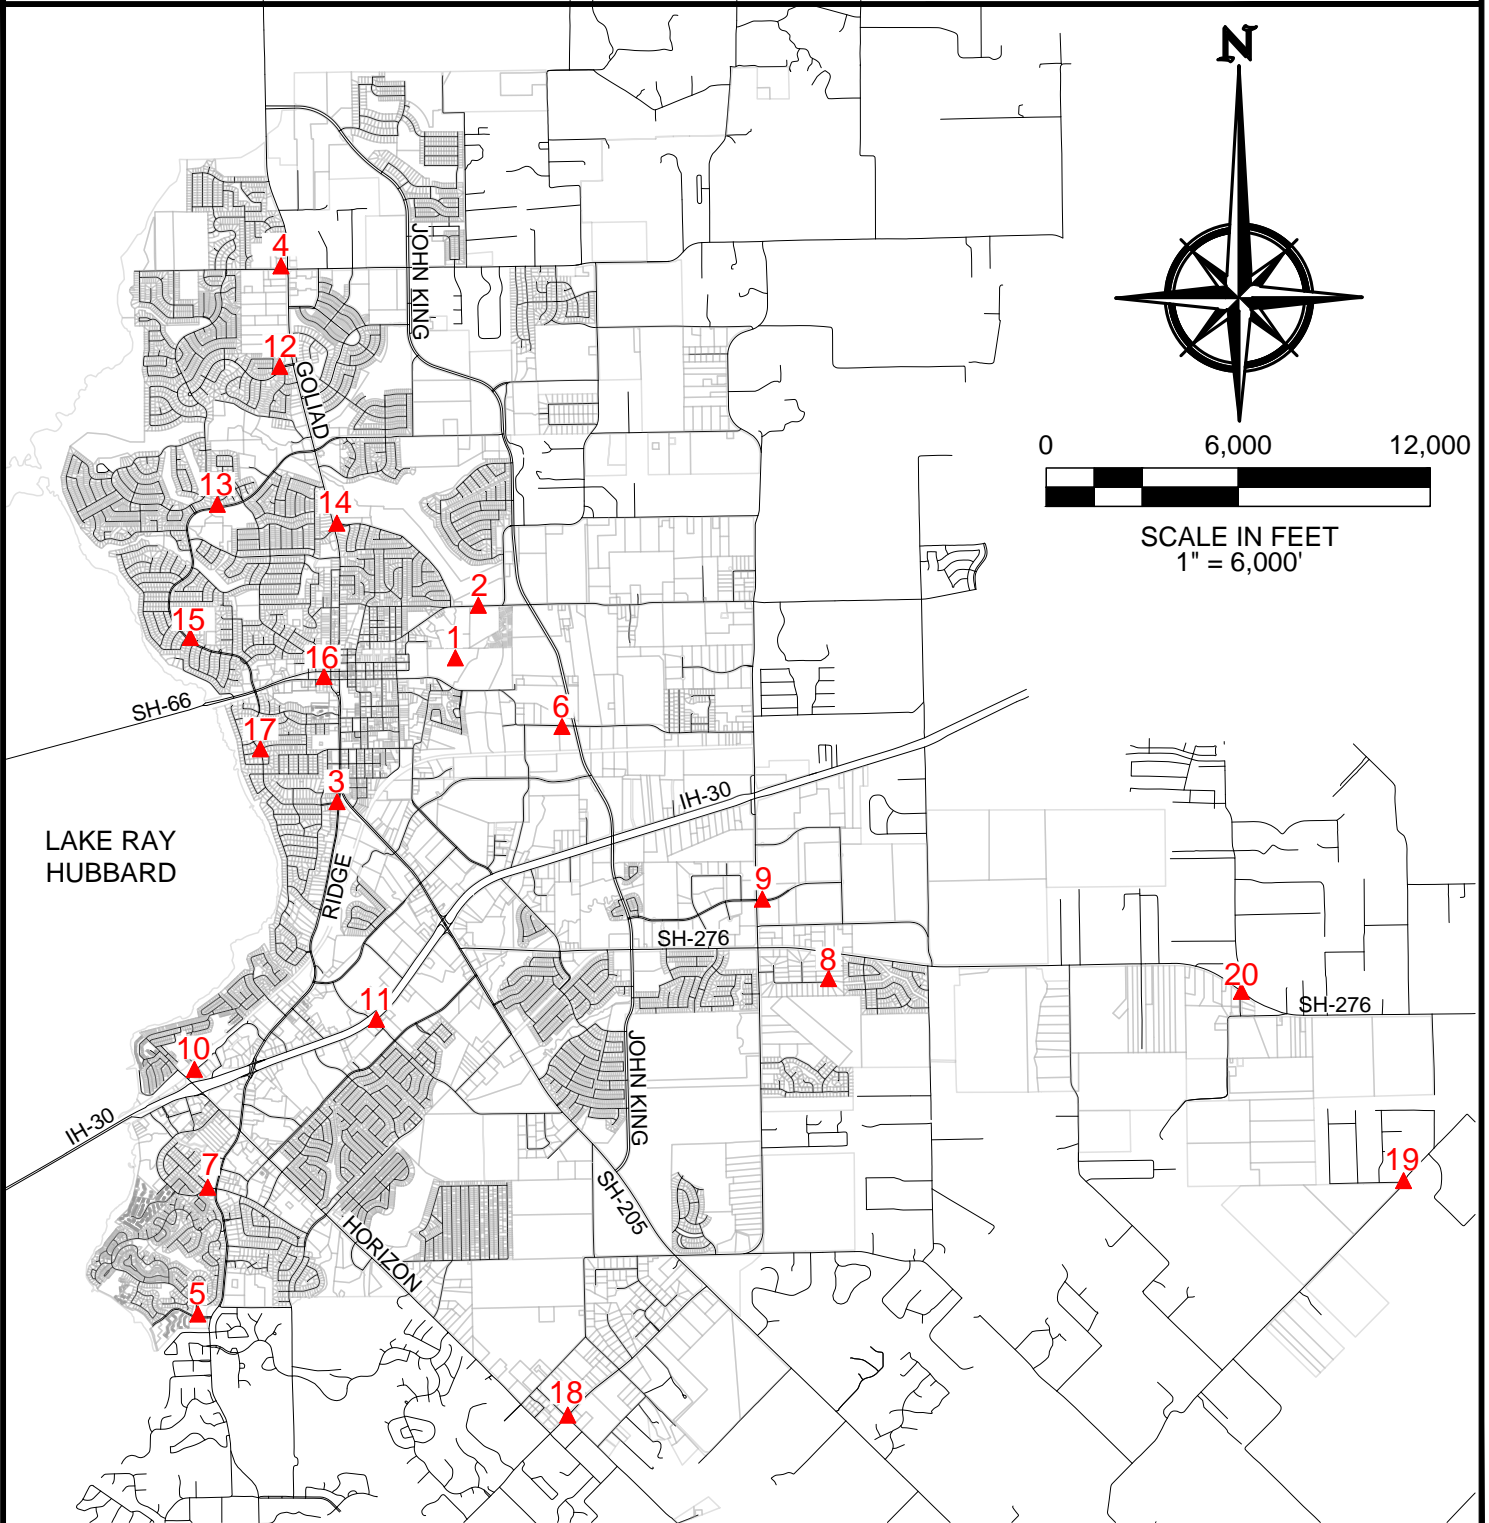 N
0 6,000 12,000
SCALE IN FEET
1" = 6,000'
4
JOHN KING
12
GOLIAD
13
14
2
15
1
16
SH-66
6
17
3
IH-30
LAKE RAY
HUBBARD
RIDGE
9
SH-276
8
20
SH-276
11
10
JOHN KING
IH-30
7
19
SH-205
HORIZON
5
18